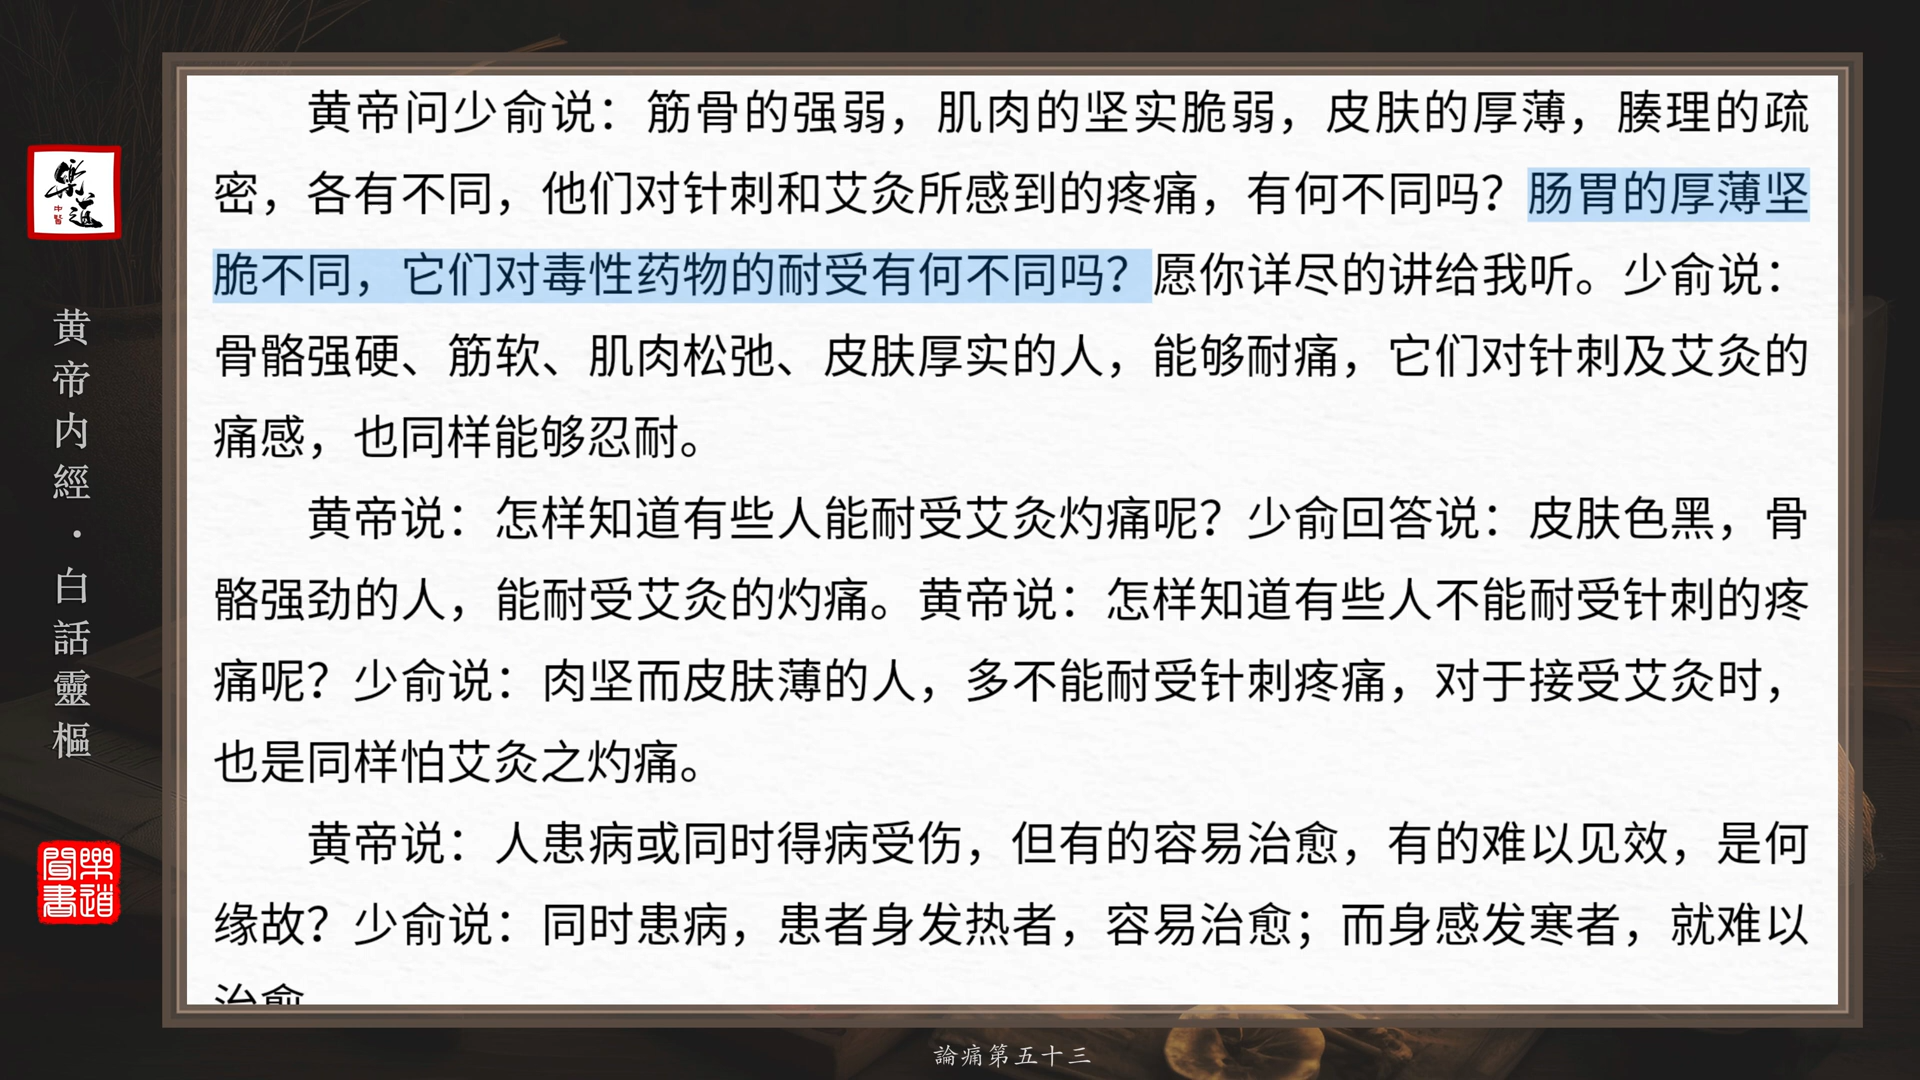 黄帝问少俞说：筋骨的强弱，肌肉的坚实脆弱，皮肤的厚薄，腠理的疏
密，各有不同，他们对针刺和艾灸所感到的疼痛，有何不同吗？肠胃的厚薄坚
脆不同，它们对毒性药物的耐受有何不同吗？愿你详尽的讲给我听。少俞说：
骨骼强硬、筋软、肌肉松弛、皮肤厚实的人，能够耐痛，它们对针刺及艾灸的
痛感，也同样能够忍耐。
黄帝说：怎样知道有些人能耐受艾灸灼痛呢？少俞回答说：皮肤色黑，骨
骼强劲的人，能耐受艾灸的灼痛。黄帝说：怎样知道有些人不能耐受针刺的疼
痛呢？少俞说：肉坚而皮肤薄的人，多不能耐受针刺疼痛，对于接受艾灸时，
也是同样怕艾灸之灼痛。
黄帝说：人患病或同时得病受伤，但有的容易治愈，有的难以见效，是何
缘故？少俞说：同时患病，患者身发热者，容易治愈；而身感发寒者，就难以
治愈
樂道
中醫
黄帝内經·白話靈樞
樂道
閒書
論痛第五十三